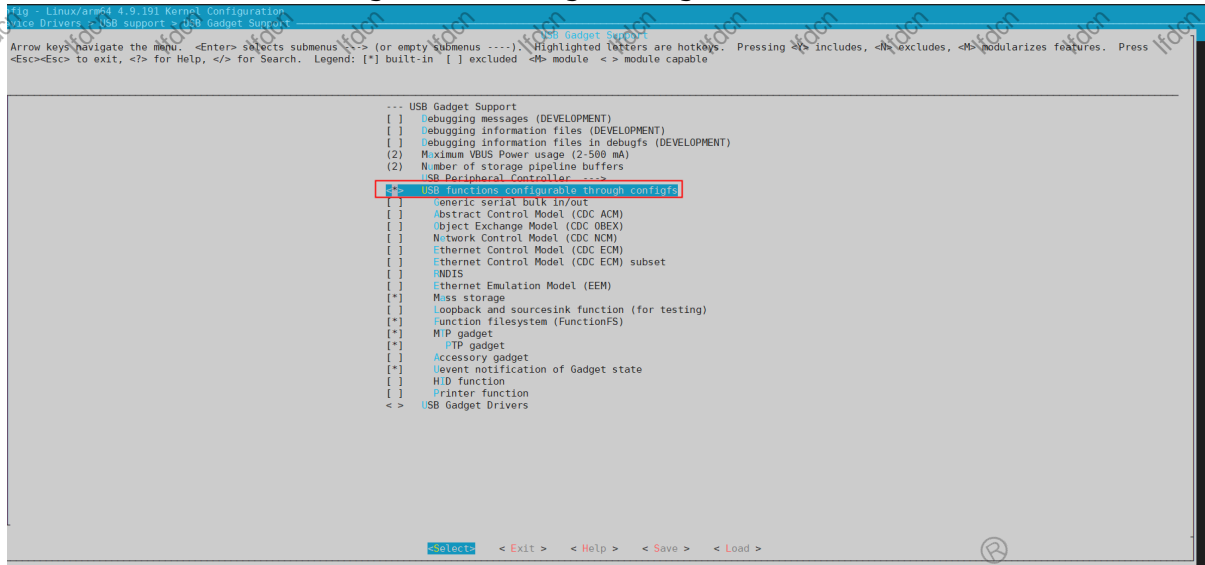 fig - Linux/arm64 4.9.191 Kernel Configuration
vice Drivers > USB support > USB Gadget Support
USB Gadget Support
Arrow keys navigate the menu. <Enter> selects submenus ---> (or empty submenus ----). Highlighted letters are hotkeys. Pressing <Y> includes, <N> excludes, <M> modularizes features. Press
<Esc><Esc> to exit, <?> for Help, </> for Search. Legend: [*] built-in [ ] excluded <M> module < > module capable
--- USB Gadget Support
[ ] Debugging messages (DEVELOPMENT)
[ ] Debugging information files (DEVELOPMENT)
[ ] Debugging information files in debugfs (DEVELOPMENT)
(2) Maximum VBUS Power usage (2-500 mA)
(2) Number of storage pipeline buffers
USB Peripheral Controller --->
<*> USB functions configurable through configfs
[ ] Generic serial bulk in/out
[ ] Abstract Control Model (CDC ACM)
[ ] Object Exchange Model (CDC OBEX)
[ ] Network Control Model (CDC NCM)
[ ] Ethernet Control Model (CDC ECM)
[ ] Ethernet Control Model (CDC ECM) subset
[ ] RNDIS
[ ] Ethernet Emulation Model (EEM)
[*] Mass storage
[ ] Loopback and sourcesink function (for testing)
[*] Function filesystem (FunctionFS)
[*] MTP gadget
[*] PTP gadget
[ ] Accessory gadget
[*] Uevent notification of Gadget state
[ ] HID function
[ ] Printer function
< > USB Gadget Drivers
<Select> < Exit > < Help > < Save > < Load >